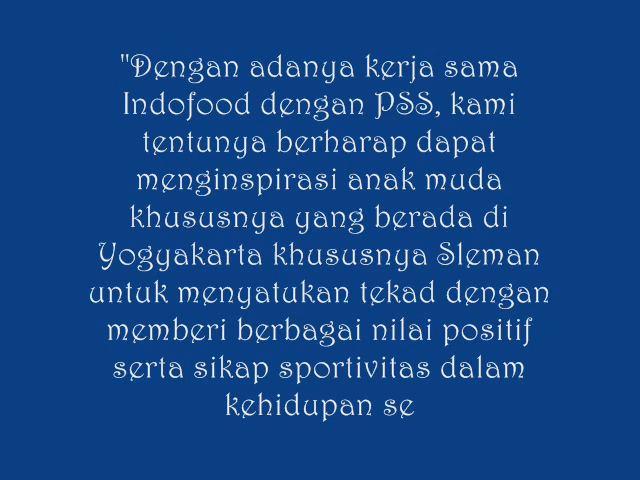 "Dengan adanya kerja sama
Indofood dengan PSS, kami
tentunya berharap dapat
menginspirasi anak muda
khususnya yang berada di
Yogyakarta khususnya Sleman
untuk menyatukan tekad dengan
memberi berbagai nilai positif
serta sikap sportivitas dalam
kehidupan se